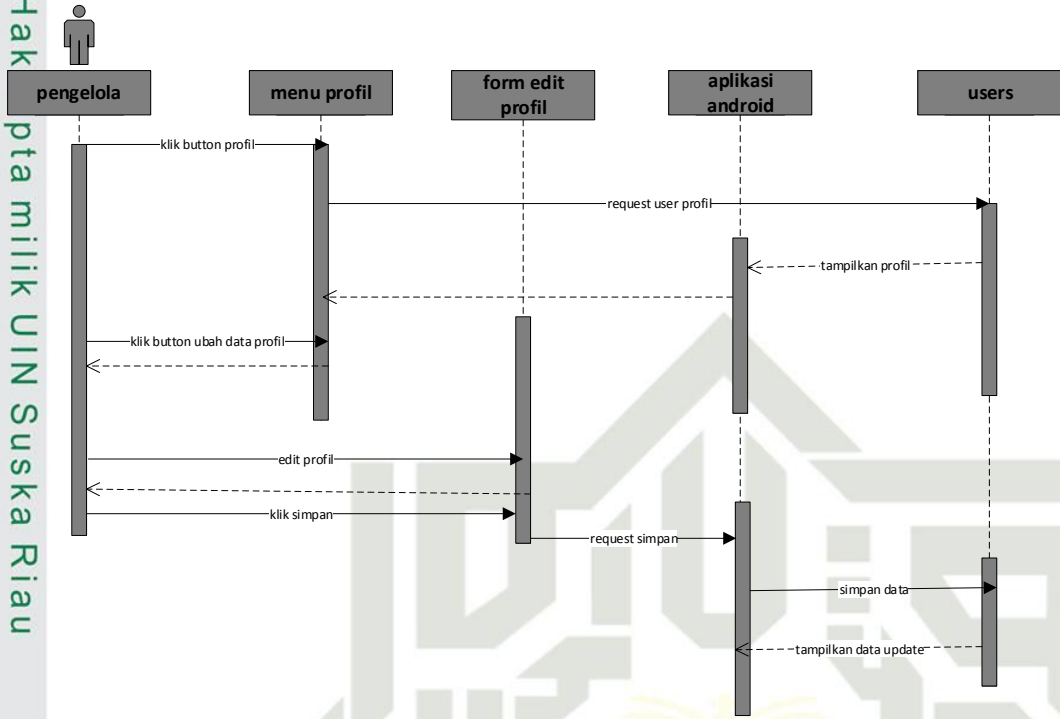 Hak
pta milik UIN Suska Riau
pengelola
menu profil
form edit
profil
aplikasi
android
users
klik button profil
request user profil
tampilkan profil
klik button ubah data profil
edit profil
klik simpan
request simpan
simpan data
tampilkan data update